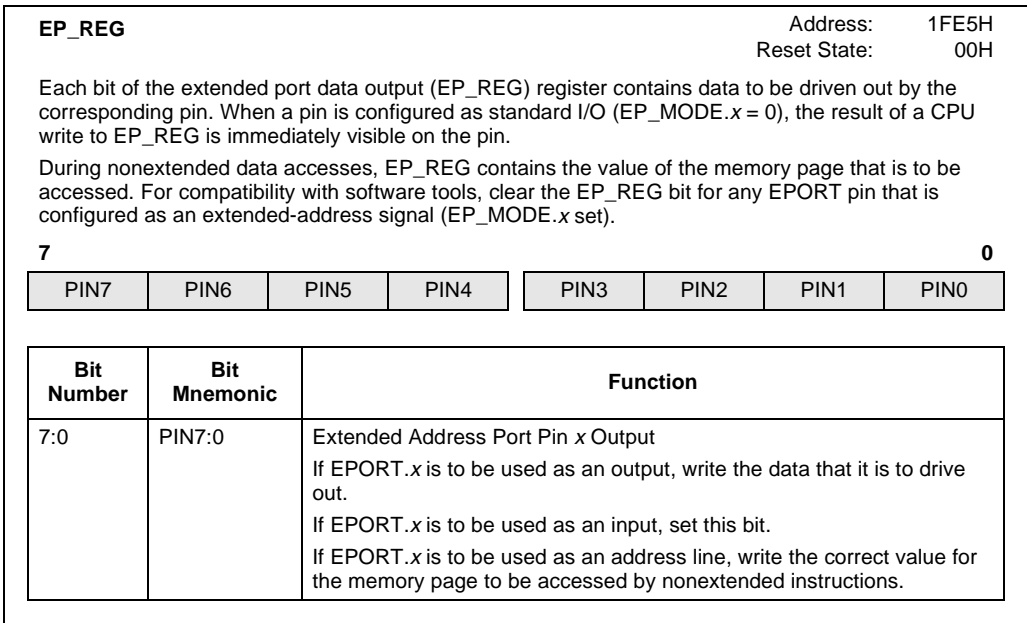 EP_REG Address: 1FE5H
Reset State: 00H
Each bit of the extended port data output (EP_REG) register contains data to be driven out by the
corresponding pin. When a pin is configured as standard I/O (EP_MODE.x = 0), the result of a CPU
write to EP_REG is immediately visible on the pin.
During nonextended data accesses, EP_REG contains the value of the memory page that is to be
accessed. For compatibility with software tools, clear the EP_REG bit for any EPORT pin that is
configured as an extended-address signal (EP_MODE.x set).
7 0
PIN7 PIN6 PIN5 PIN4 PIN3 PIN2 PIN1 PIN0
Bit Number Bit Mnemonic Function
7:0 PIN7:0 Extended Address Port Pin x Output
If EPORT.x is to be used as an output, write the data that it is to drive
out.
If EPORT.x is to be used as an input, set this bit.
If EPORT.x is to be used as an address line, write the correct value for
the memory page to be accessed by nonextended instructions.